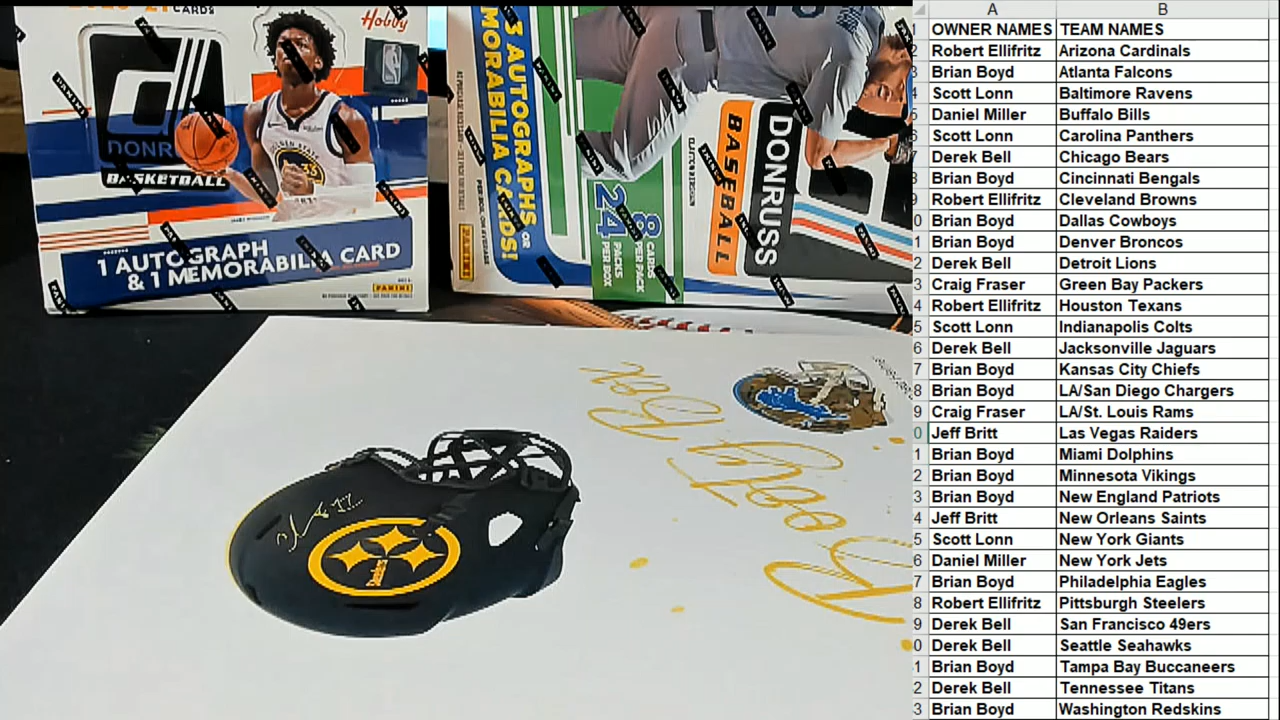 CARDS
Hobby
DONR
BASKETBALL
1 AUTOGRAPH
& 1 MEMORABILIA CARD
PANINI
3 AUTOGRAPHS OR
MORABILIA CARDS!
PANINI
8 CARDS PER PACK
24 PACKS PER BOX
BASEBALL
DONRUSS
Steelers
A B
OWNER NAMES TEAM NAMES
Robert Ellifritz Arizona Cardinals
Brian Boyd Atlanta Falcons
Scott Lonn Baltimore Ravens
Daniel Miller Buffalo Bills
Scott Lonn Carolina Panthers
Derek Bell Chicago Bears
Brian Boyd Cincinnati Bengals
Robert Ellifritz Cleveland Browns
Brian Boyd Dallas Cowboys
Brian Boyd Denver Broncos
Derek Bell Detroit Lions
Craig Fraser Green Bay Packers
Robert Ellifritz Houston Texans
Scott Lonn Indianapolis Colts
Derek Bell Jacksonville Jaguars
Brian Boyd Kansas City Chiefs
Brian Boyd LA/San Diego Chargers
Craig Fraser LA/St. Louis Rams
Jeff Britt Las Vegas Raiders
Brian Boyd Miami Dolphins
Brian Boyd Minnesota Vikings
Brian Boyd New England Patriots
Jeff Britt New Orleans Saints
Scott Lonn New York Giants
Daniel Miller New York Jets
Brian Boyd Philadelphia Eagles
Robert Ellifritz Pittsburgh Steelers
Derek Bell San Francisco 49ers
Derek Bell Seattle Seahawks
Brian Boyd Tampa Bay Buccaneers
Derek Bell Tennessee Titans
Brian Boyd Washington Redskins